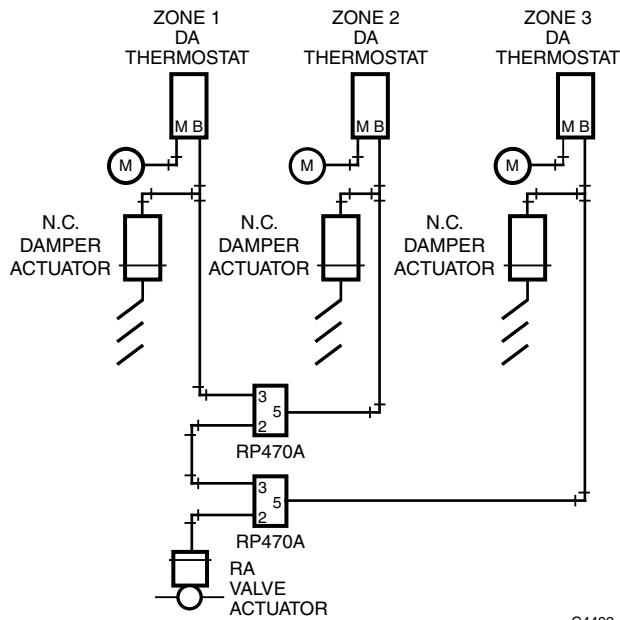 ZONE 1
DA
THERMOSTAT
ZONE 2
DA
THERMOSTAT
ZONE 3
DA
THERMOSTAT
M B
M B
M B
M
M
M
N.C.
DAMPER
ACTUATOR
N.C.
DAMPER
ACTUATOR
N.C.
DAMPER
ACTUATOR
3
5
2
RP470A
3
5
2
RP470A
RA
VALVE
ACTUATOR